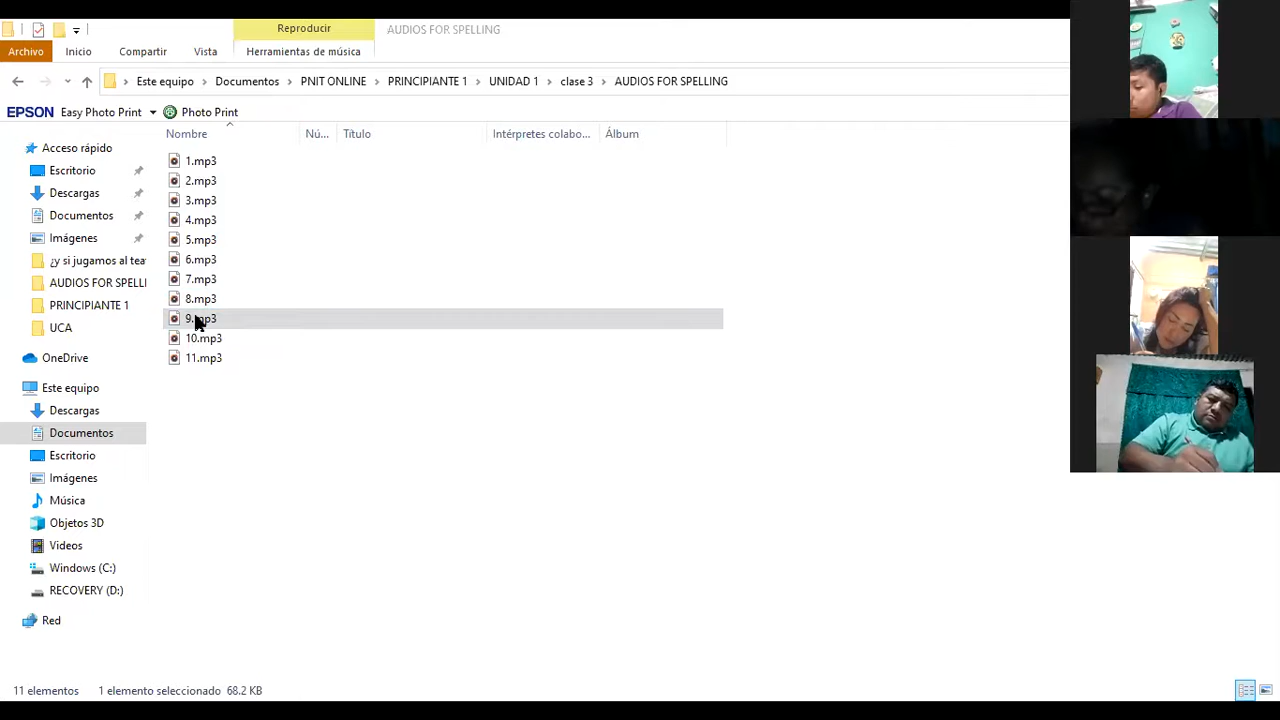 Reproducir
AUDIOS FOR SPELLING
Archivo
Inicio
Compartir
Vista
Herramientas de música
Este equipo
Documentos
PNIT ONLINE
PRINCIPIANTE 1
UNIDAD 1
clase 3
AUDIOS FOR SPELLING
EPSON Easy Photo Print
Photo Print
Nombre
Nú...
Título
Intérpretes colabo...
Álbum
Acceso rápido
Escritorio
Descargas
Documentos
Imágenes
¿y si jugamos al tea
AUDIOS FOR SPELLI
PRINCIPIANTE 1
UCA
OneDrive
Este equipo
Descargas
Documentos
Escritorio
Imágenes
Música
Objetos 3D
Videos
Windows (C:)
RECOVERY (D:)
Red
1.mp3
2.mp3
3.mp3
4.mp3
5.mp3
6.mp3
7.mp3
8.mp3
9.mp3
10.mp3
11.mp3
11 elementos
1 elemento seleccionado 68.2 KB